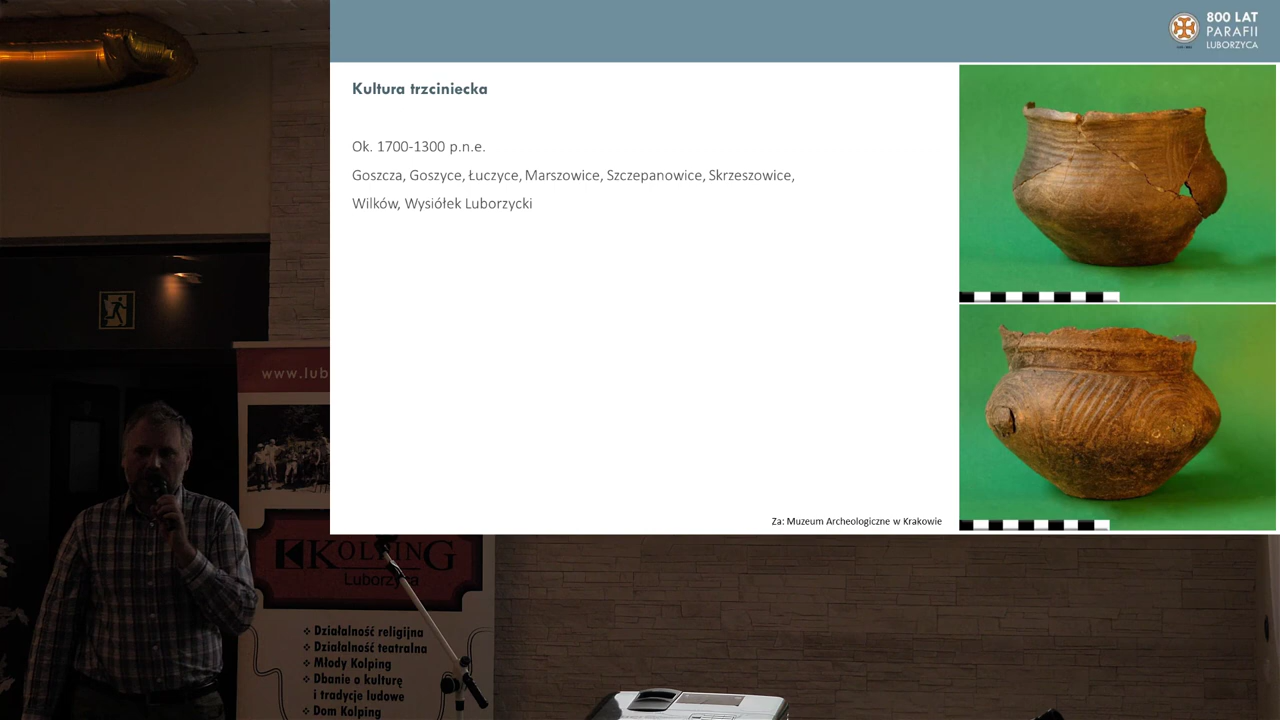 800 LAT
PARAFII
LUBORZYCA
Kultura trzciniecka
Ok. 1700-1300 p.n.e.
Goszcza, Goszyce, Łuczyce, Marszowice, Szczepanowice, Skrzeszowice,
Wilków, Wysiółek Luborzycki
Za: Muzeum Archeologiczne w Krakowie
www.lub
KOLPING
Luborzyca
❖ Działalność religijna
❖ Działalność teatralna
❖ Młody Kolping
❖ Dbanie o kulturę
i tradycje ludowe
❖ Dom Kolping